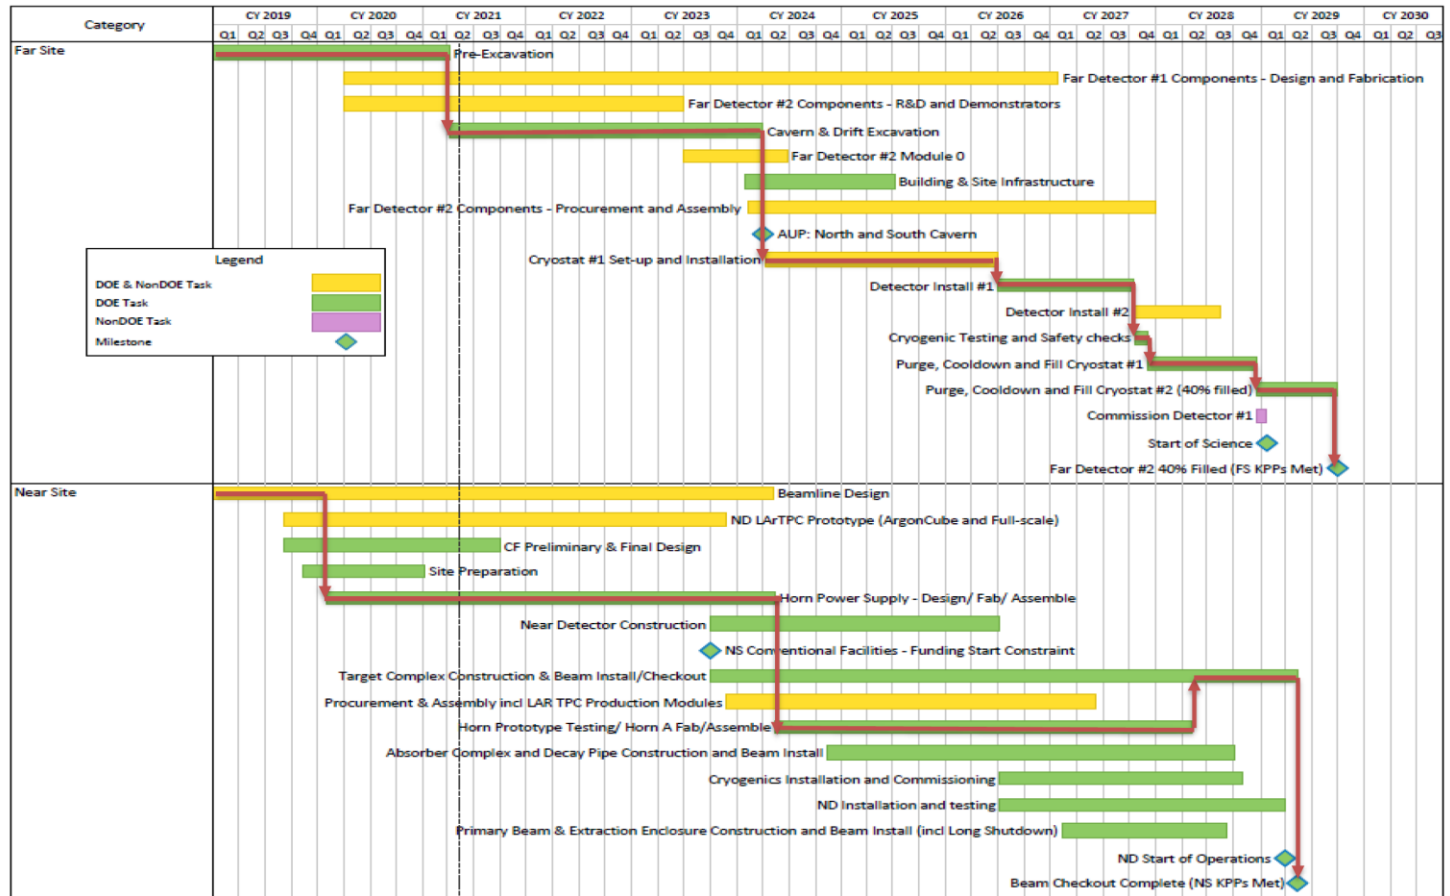 Category
CY 2019 CY 2020 CY 2021 CY 2022 CY 2023 CY 2024 CY 2025 CY 2026 CY 2027 CY 2028 CY 2029 CY 2030
Q1 Q2 Q3 Q4 Q1 Q2 Q3 Q4 Q1 Q2 Q3 Q4 Q1 Q2 Q3 Q4 Q1 Q2 Q3 Q4 Q1 Q2 Q3 Q4 Q1 Q2 Q3 Q4 Q1 Q2 Q3 Q4 Q1 Q2 Q3 Q4 Q1 Q2 Q3 Q4 Q1 Q2 Q3 Q4 Q1 Q2 Q3
Far Site
Pre-Excavation
Far Detector #1 Components - Design and Fabrication
Far Detector #2 Components - R&D and Demonstrators
Cavern & Drift Excavation
Far Detector #2 Module 0
Building & Site Infrastructure
Far Detector #2 Components - Procurement and Assembly
AUP: North and South Cavern
Cryostat #1 Set-up and Installation
Legend
DOE & NonDOE Task
DOE Task
NonDOE Task
Milestone
Detector Install #1
Detector Install #2
Cryogenic Testing and Safety checks
Purge, Cooldown and Fill Cryostat #1
Purge, Cooldown and Fill Cryostat #2 (40% filled)
Commission Detector #1
Start of Science
Far Detector #2 40% Filled (FS KPPs Met)
Near Site
Beamline Design
ND LArTPC Prototype (ArgonCube and Full-scale)
CF Preliminary & Final Design
Site Preparation
Horn Power Supply - Design/ Fab/ Assemble
Near Detector Construction
NS Conventional Facilities - Funding Start Constraint
Target Complex Construction & Beam Install/Checkout
Procurement & Assembly incl LAR TPC Production Modules
Horn Prototype Testing/ Horn A Fab/Assemble
Absorber Complex and Decay Pipe Construction and Beam Install
Cryogenics Installation and Commissioning
ND Installation and testing
Primary Beam & Extraction Enclosure Construction and Beam Install (incl Long Shutdown)
ND Start of Operations
Beam Checkout Complete (NS KPPs Met)